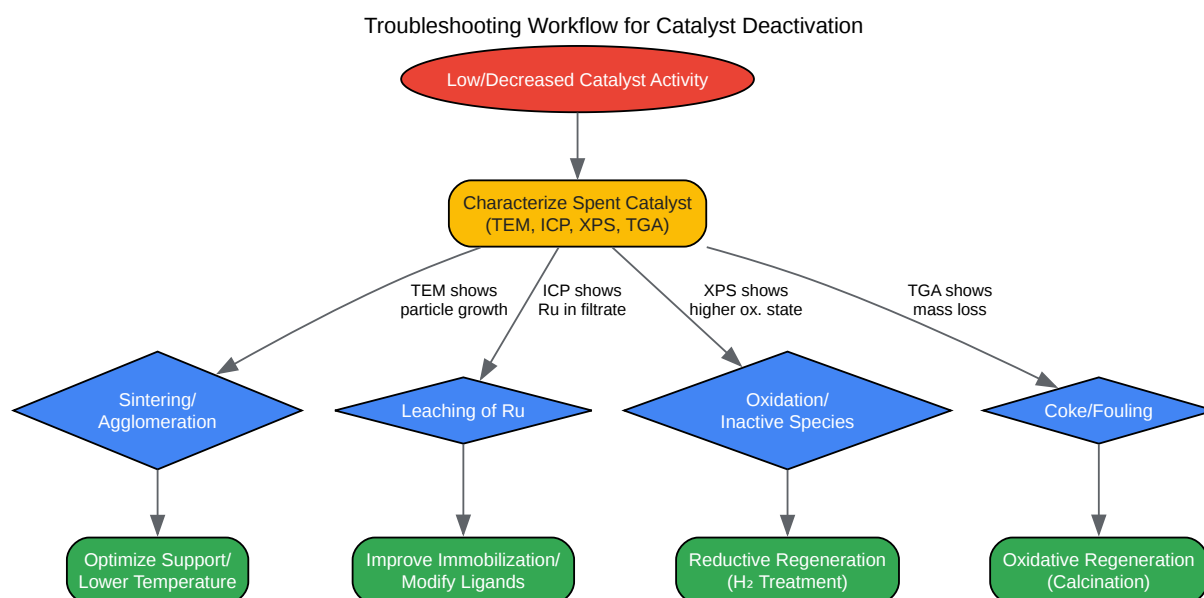 Troubleshooting Workflow for Catalyst Deactivation
Low/Decreased Catalyst Activity
Characterize Spent Catalyst
(TEM, ICP, XPS, TGA)
TEM shows
particle growth
ICP shows
Ru in filtrate
XPS shows
higher ox. state
TGA shows
mass loss
Sintering/
Agglomeration
Leaching of Ru
Oxidation/
Inactive Species
Coke/Fouling
Optimize Support/
Lower Temperature
Improve Immobilization/
Modify Ligands
Reductive Regeneration
(H₂ Treatment)
Oxidative Regeneration
(Calcination)